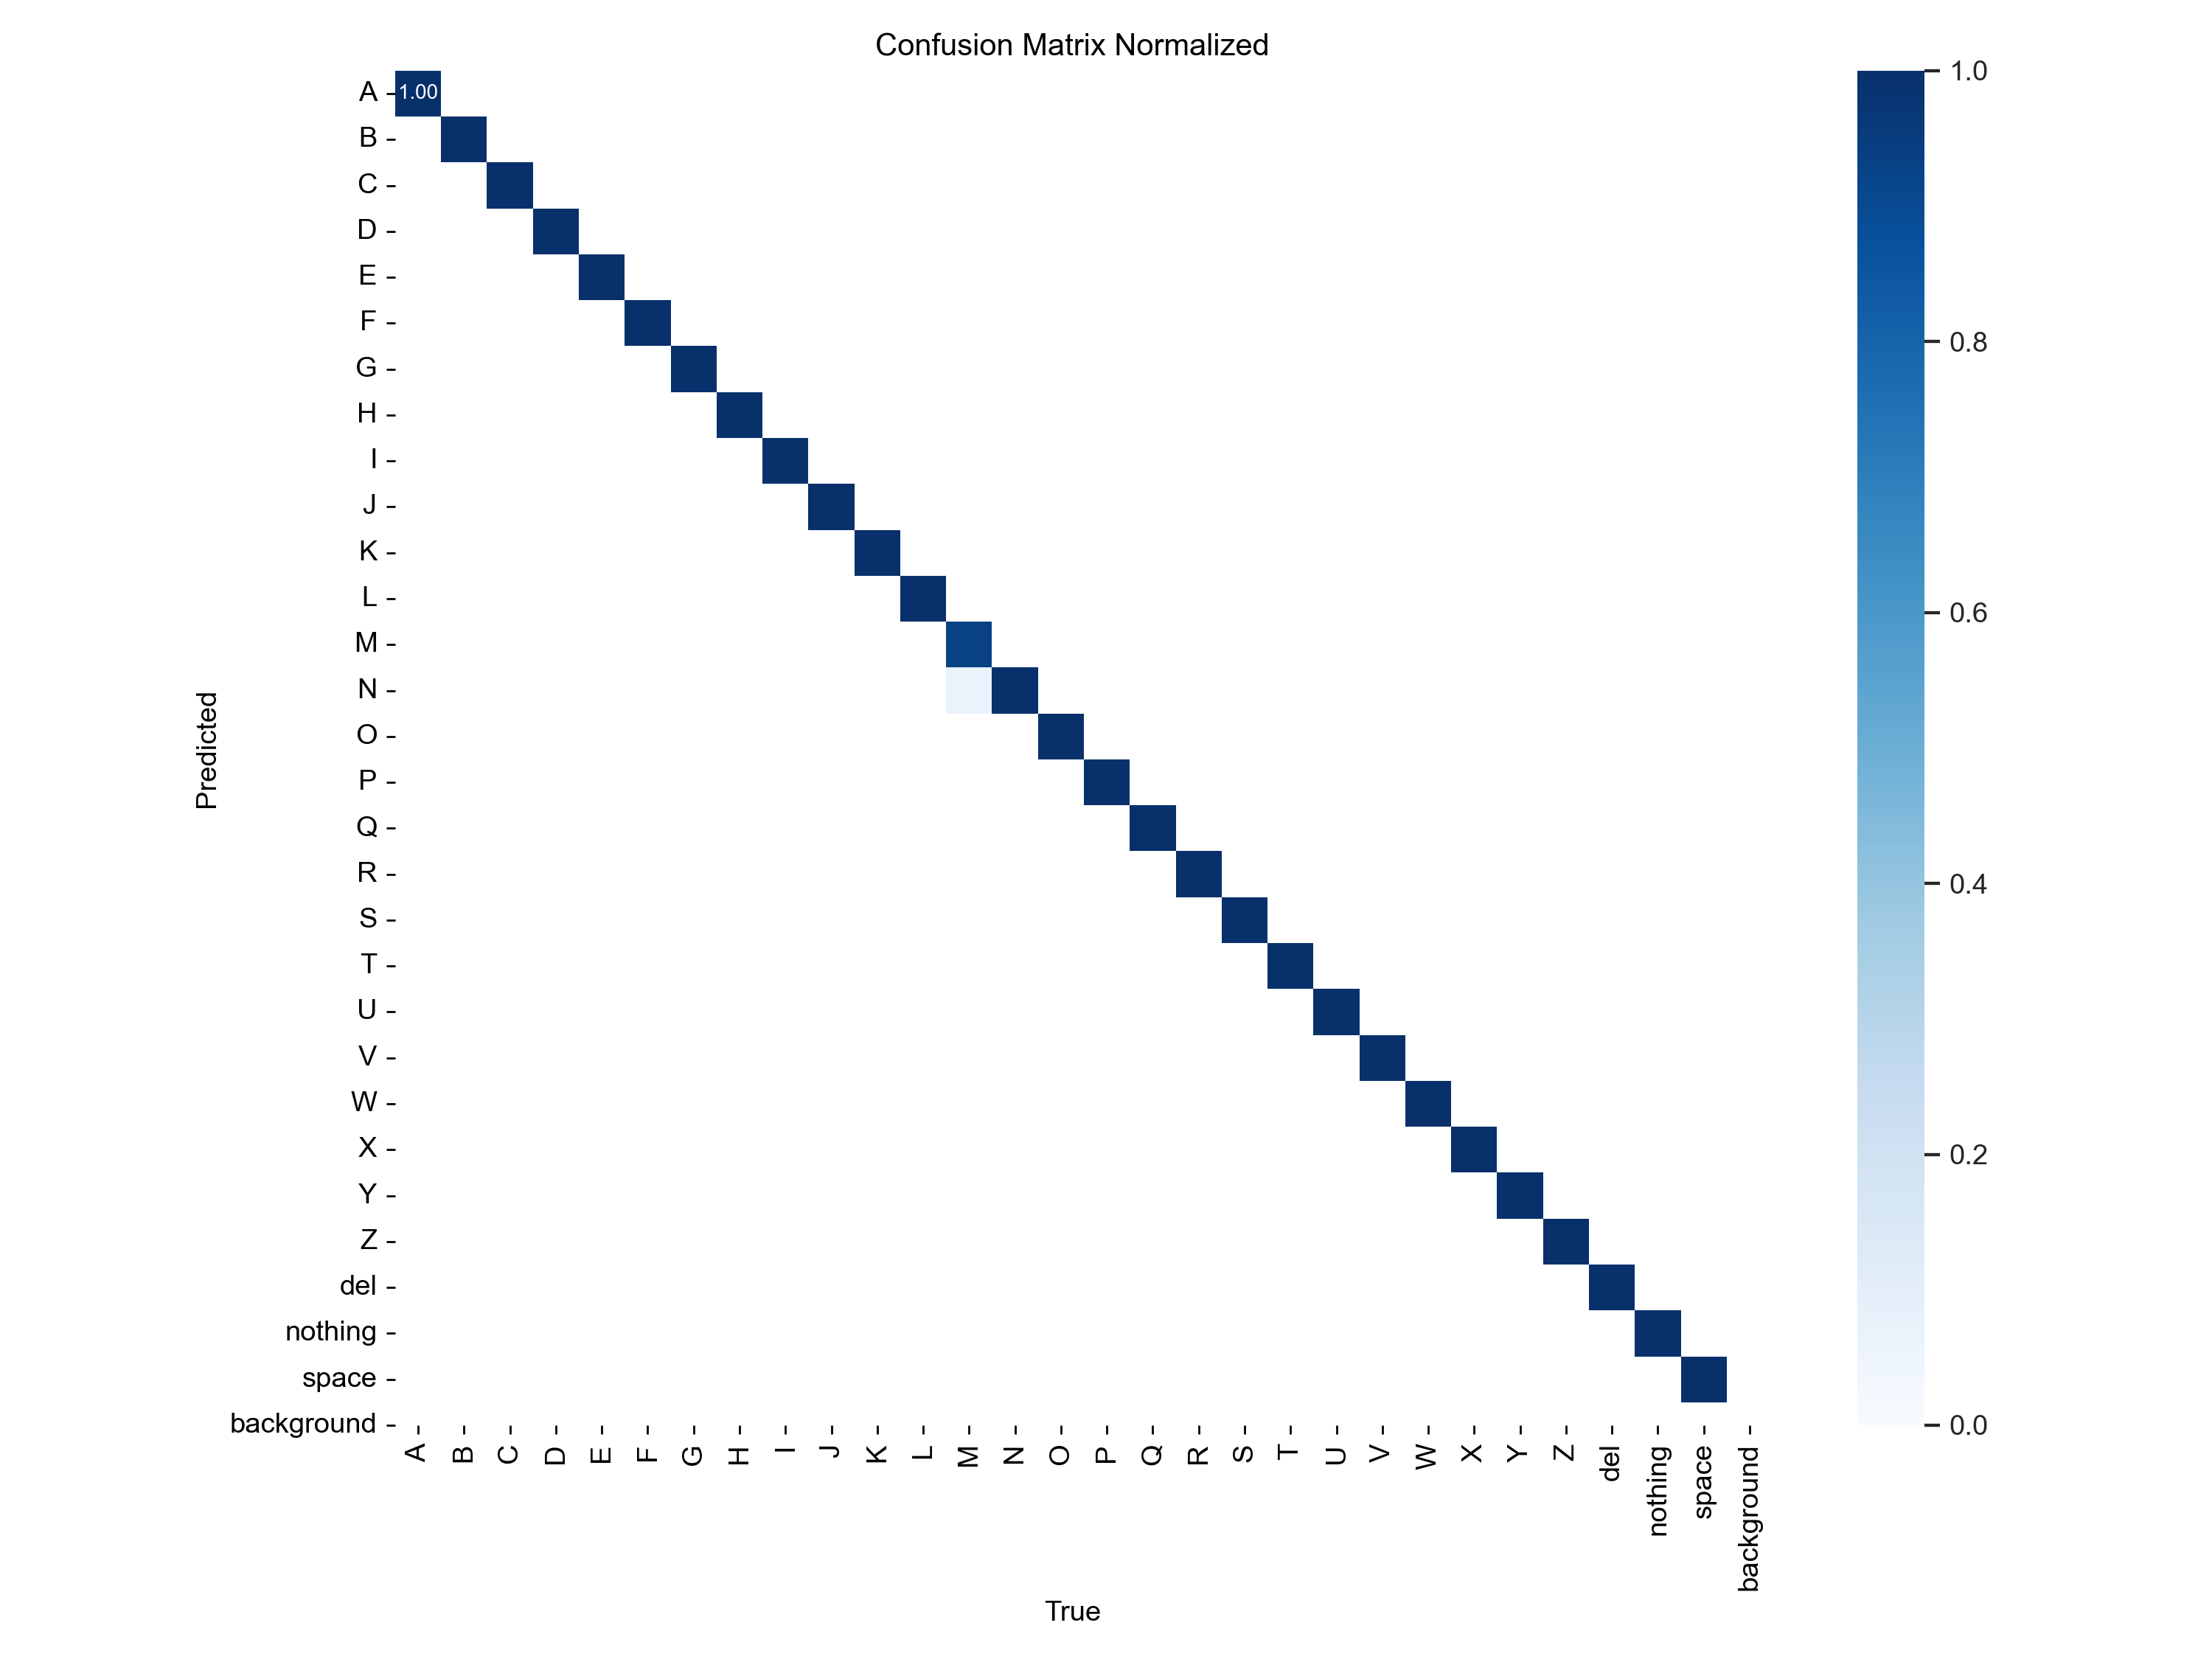 Confusion Matrix Normalized
A
1.00
B
C
D
E
F
G
H
I
J
K
L
M
N
O
P
Q
R
S
T
U
V
W
X
Y
Z
del
nothing
space
background
Predicted
A
B
C
D
E
F
G
H
I
J
K
L
M
N
O
P
Q
R
S
T
U
V
W
X
Y
Z
del
nothing
space
background
True
1.0
0.8
0.6
0.4
0.2
0.0